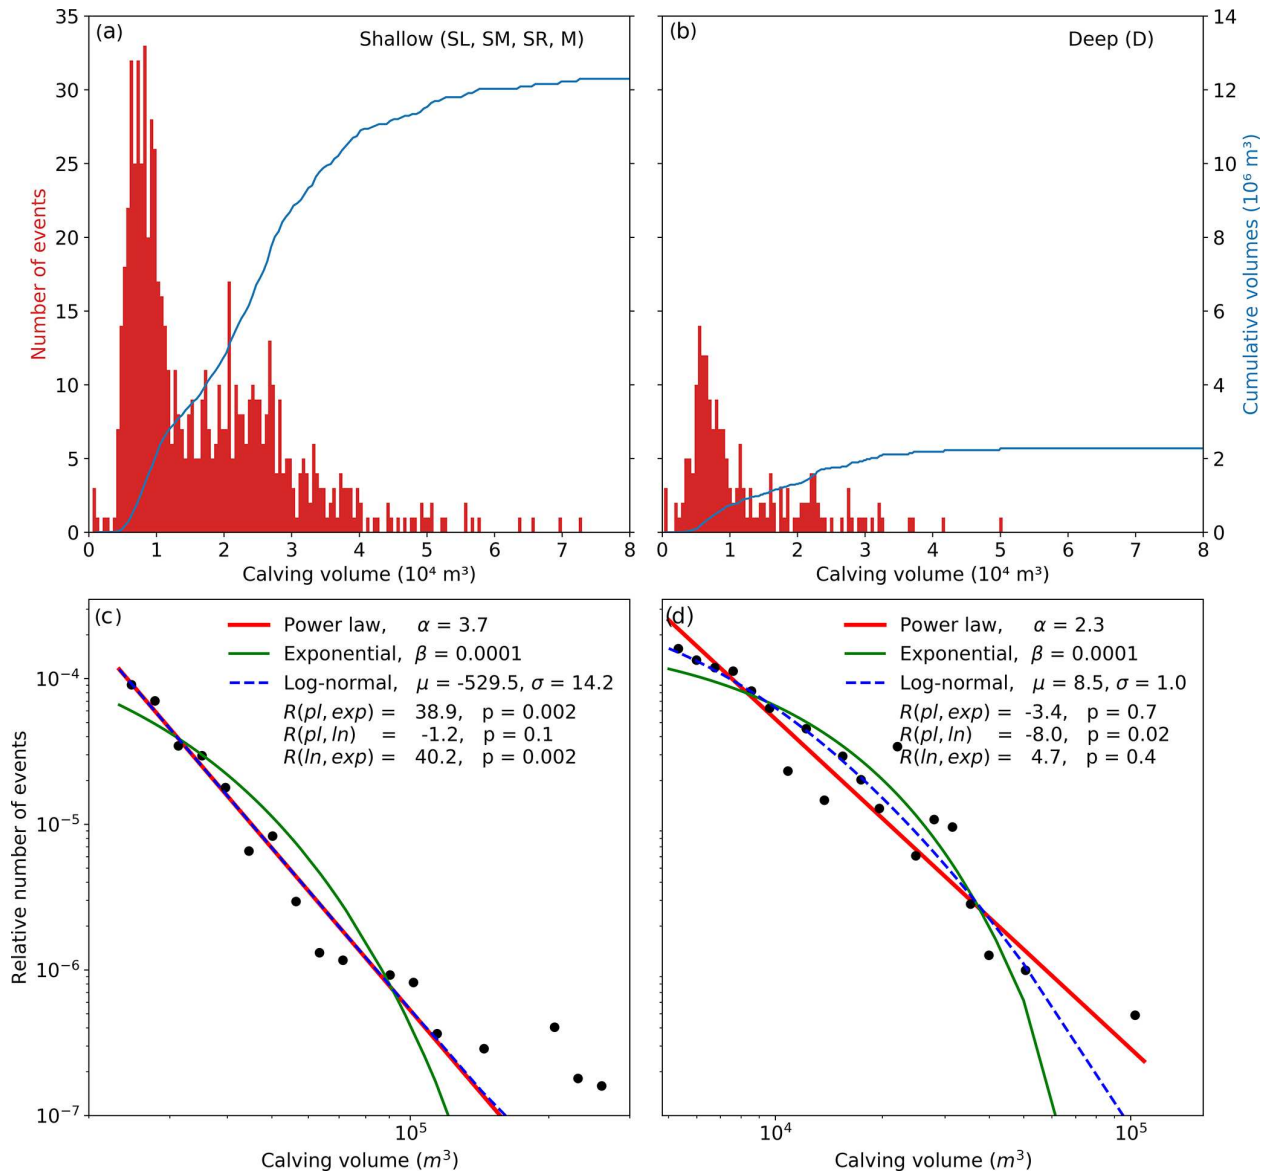 (a)
Shallow (SL, SM, SR, M)
35
30
25
20
15
10
5
0
Number of events
0 1 2 3 4 5 6 7 8
Calving volume (10⁴ m³)
(b)
Deep (D)
14
12
10
8
6
4
2
0
Cumulative volumes (10⁶ m³)
0 1 2 3 4 5 6 7 8
Calving volume (10⁴ m³)
(c)
Power law, α = 3.7
Exponential, β = 0.0001
Log-normal, μ = -529.5, σ = 14.2
R(pl, exp) = 38.9, p = 0.002
R(pl, ln) = -1.2, p = 0.1
R(ln, exp) = 40.2, p = 0.002
10⁻⁴
10⁻⁵
10⁻⁶
10⁻⁷
Relative number of events
10⁵
Calving volume (m³)
(d)
Power law, α = 2.3
Exponential, β = 0.0001
Log-normal, μ = 8.5, σ = 1.0
R(pl, exp) = -3.4, p = 0.7
R(pl, ln) = -8.0, p = 0.02
R(ln, exp) = 4.7, p = 0.4
10⁴ 10⁵
Calving volume (m³)